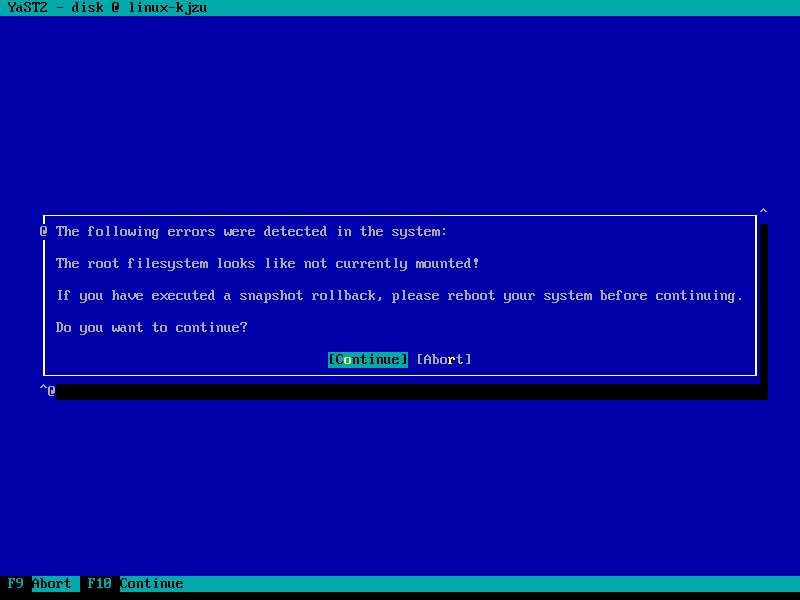 YaST2 - disk @ linux-kjzu
^
@ The following errors were detected in the system:
The root filesystem looks like not currently mounted!
If you have executed a snapshot rollback, please reboot your system before continuing.
Do you want to continue?
[Continue] [Abort]
^@
F9 Abort F10 Continue